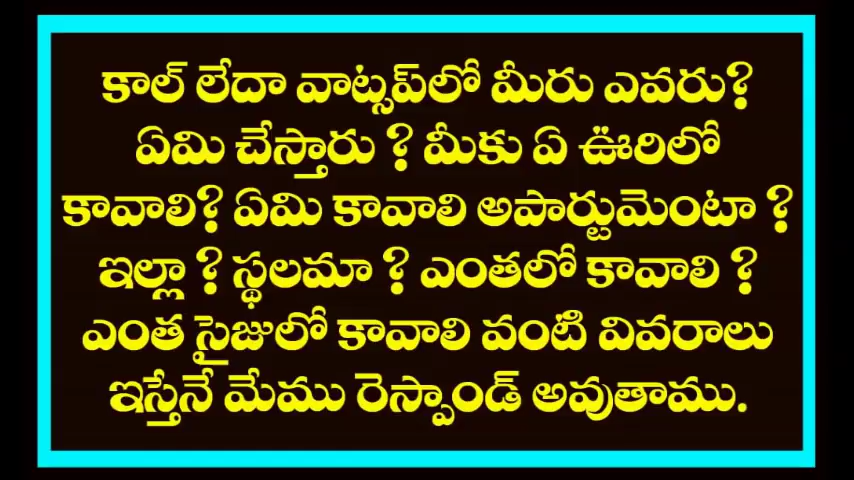 కాల్ లేదా వాట్సప్‌లో మీరు ఎవరు?
ఏమి చేస్తారు ? మీకు ఏ ఊరిలో
కావాలి? ఏమి కావాలి అపార్టుమెంటా ?
ఇల్లా ? స్థలమా ? ఎంతలో కావాలి ?
ఎంత సైజులో కావాలి వంటి వివరాలు
ఇస్తేనే మేము రెస్పాండ్ అవుతాము.